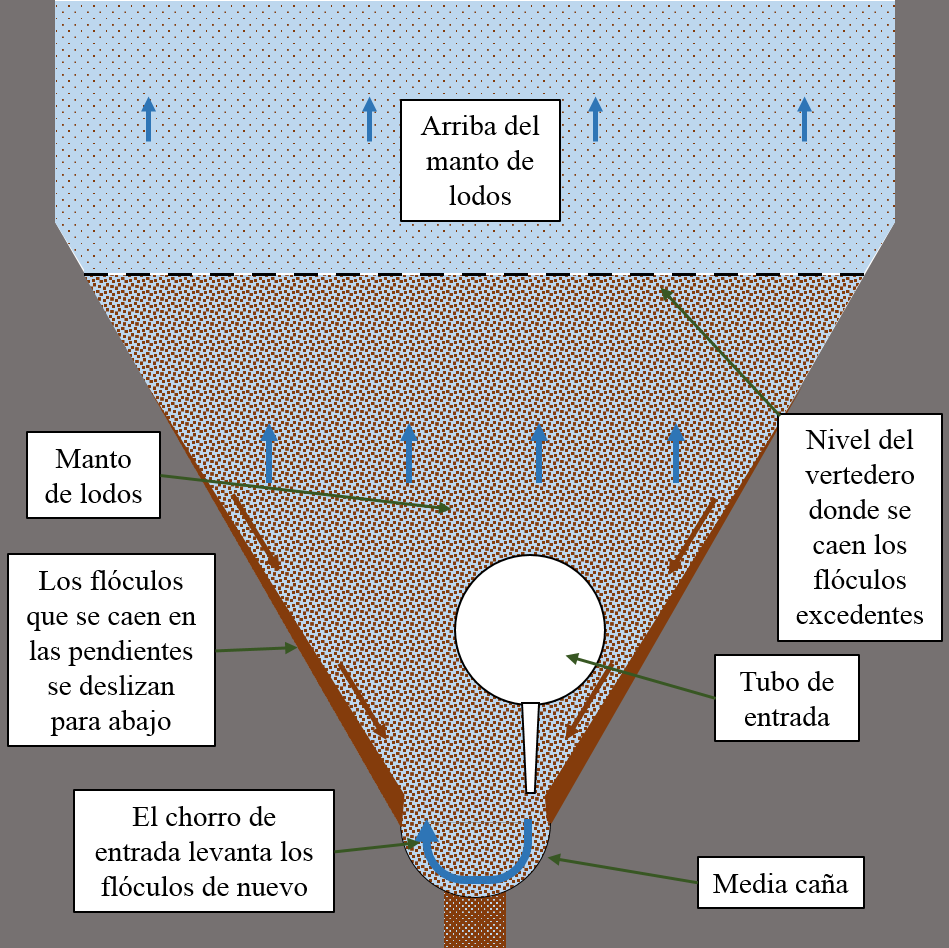 Arriba del
manto de
lodos
Manto
de lodos
Nivel del
vertedero
donde se
caen los
flóculos
excedentes
Los flóculos
que se caen en
las pendientes
se deslizan
para abajo
Tubo de
entrada
El chorro de
entrada levanta los
flóculos de nuevo
Media caña